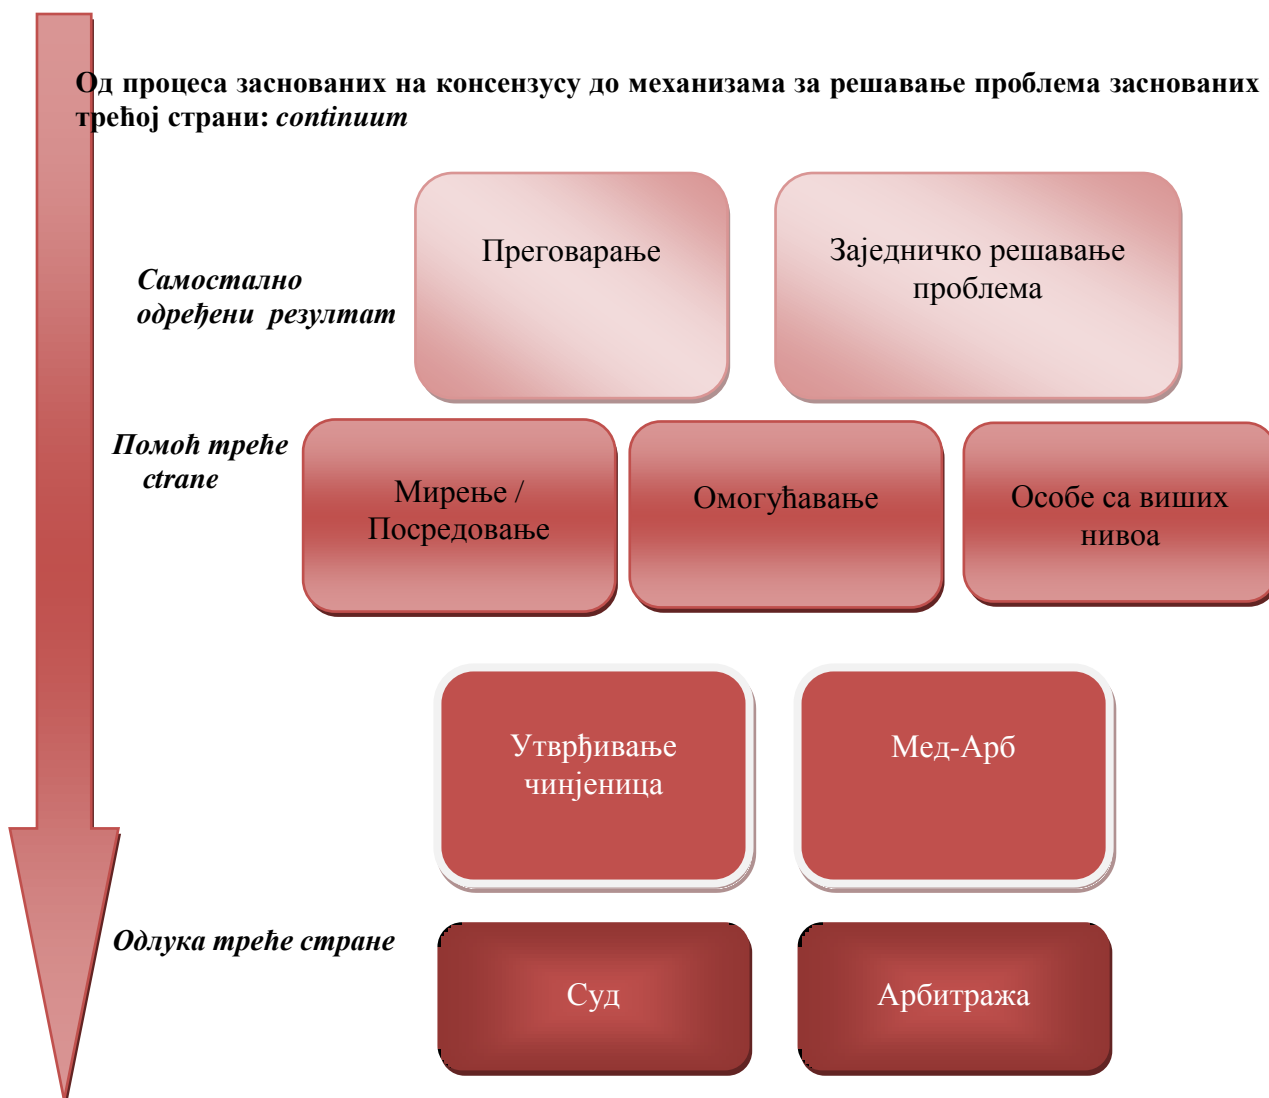 Од процеса заснованих на консензусу до механизама за решавање проблема заснованих
трећој страни: continuum
Преговарање
Заједничко решавање
проблема
Самостално
одређени резултат
Помоћ треће
ctrane
Мирење /
Посредовање
Омогућавање
Особе са виших
нивоа
Утврђивање
чинјеница
Мед-Арб
Одлука треће стране
Суд
Арбитража